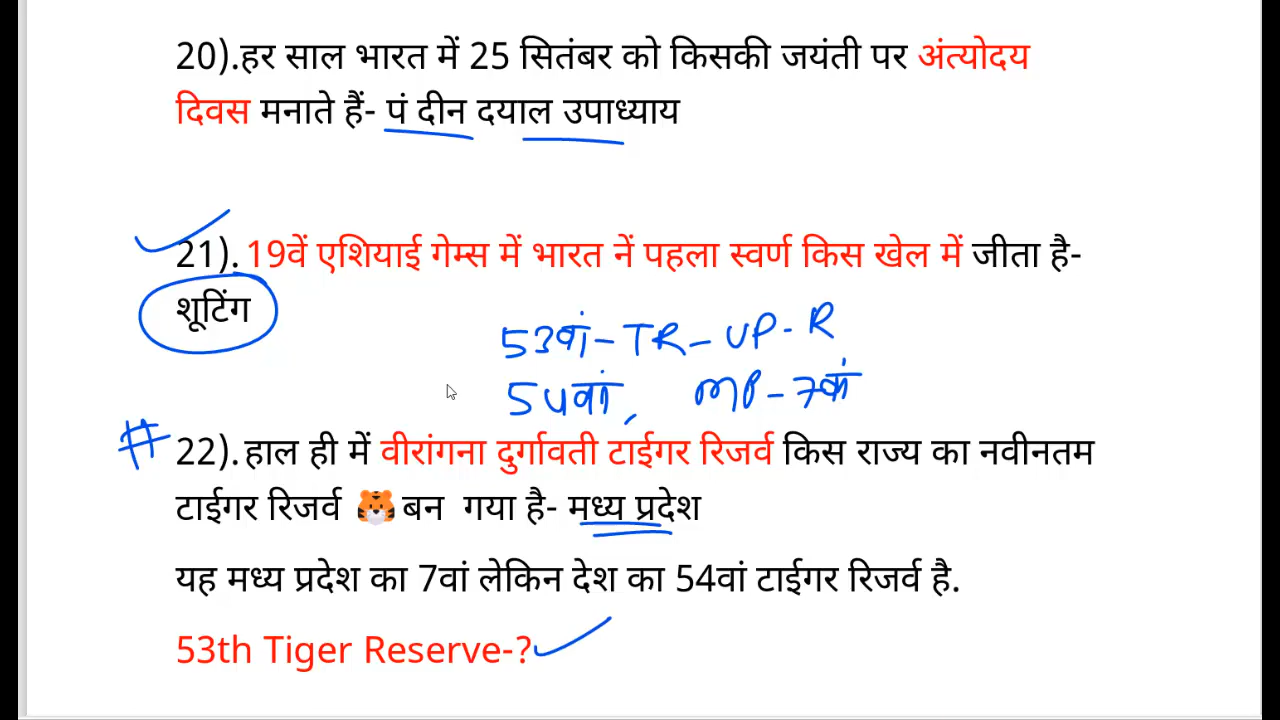 20).हर साल भारत में 25 सितंबर को किसकी जयंती पर अंत्योदय
दिवस मनाते हैं- पं दीन दयाल उपाध्याय
21). 19वें एशियाई गेम्स में भारत नें पहला स्वर्ण किस खेल में जीता है-
शूटिंग
53वां-TR-UP-R
54वां, MP-7वां
# 22).हाल ही में वीरांगना दुर्गावती टाईगर रिजर्व किस राज्य का नवीनतम
टाईगर रिजर्व 🐯बन गया है- मध्य प्रदेश
यह मध्य प्रदेश का 7वां लेकिन देश का 54वां टाईगर रिजर्व है.
53th Tiger Reserve-?